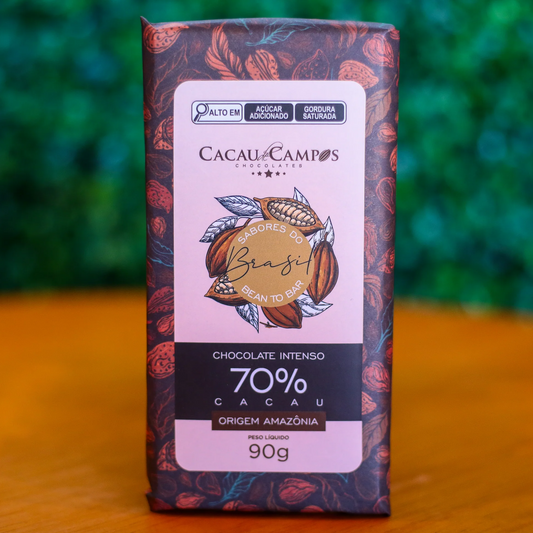 ALTO EM
AÇÚCAR
ADICIONADO
GORDURA
SATURADA
CACAU de CAMPOS
CHOCOLATES
SABORES DO
Brasil
BEAN TO BAR
CHOCOLATE INTENSO
70%
CACAU
ORIGEM AMAZÔNIA
PESO LÍQUIDO
90g